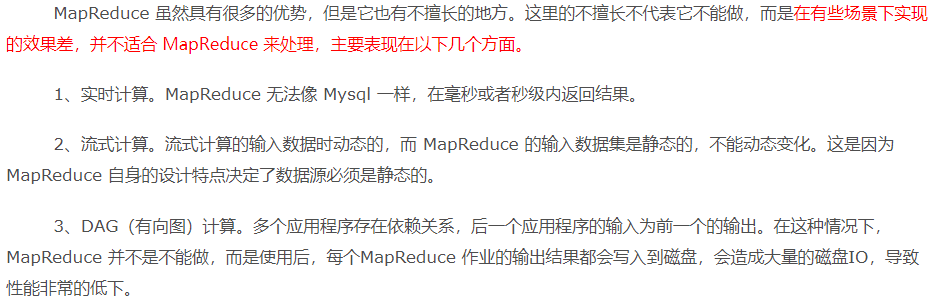 MapReduce 虽然具有很多的优势，但是它也有不擅长的地方。这里的不擅长不代表它不能做，而是在有些场景下实现
的效果差，并不适合 MapReduce 来处理，主要表现在以下几个方面。
1、实时计算。MapReduce 无法像 Mysql 一样，在毫秒或者秒级内返回结果。
2、流式计算。流式计算的输入数据时动态的，而 MapReduce 的输入数据集是静态的，不能动态变化。这是因为
MapReduce 自身的设计特点决定了数据源必须是静态的。
3、DAG（有向图）计算。多个应用程序存在依赖关系，后一个应用程序的输入为前一个的输出。在这种情况下，
MapReduce 并不是不能做，而是使用后，每个MapReduce 作业的输出结果都会写入到磁盘，会造成大量的磁盘IO，导致
性能非常的低下。